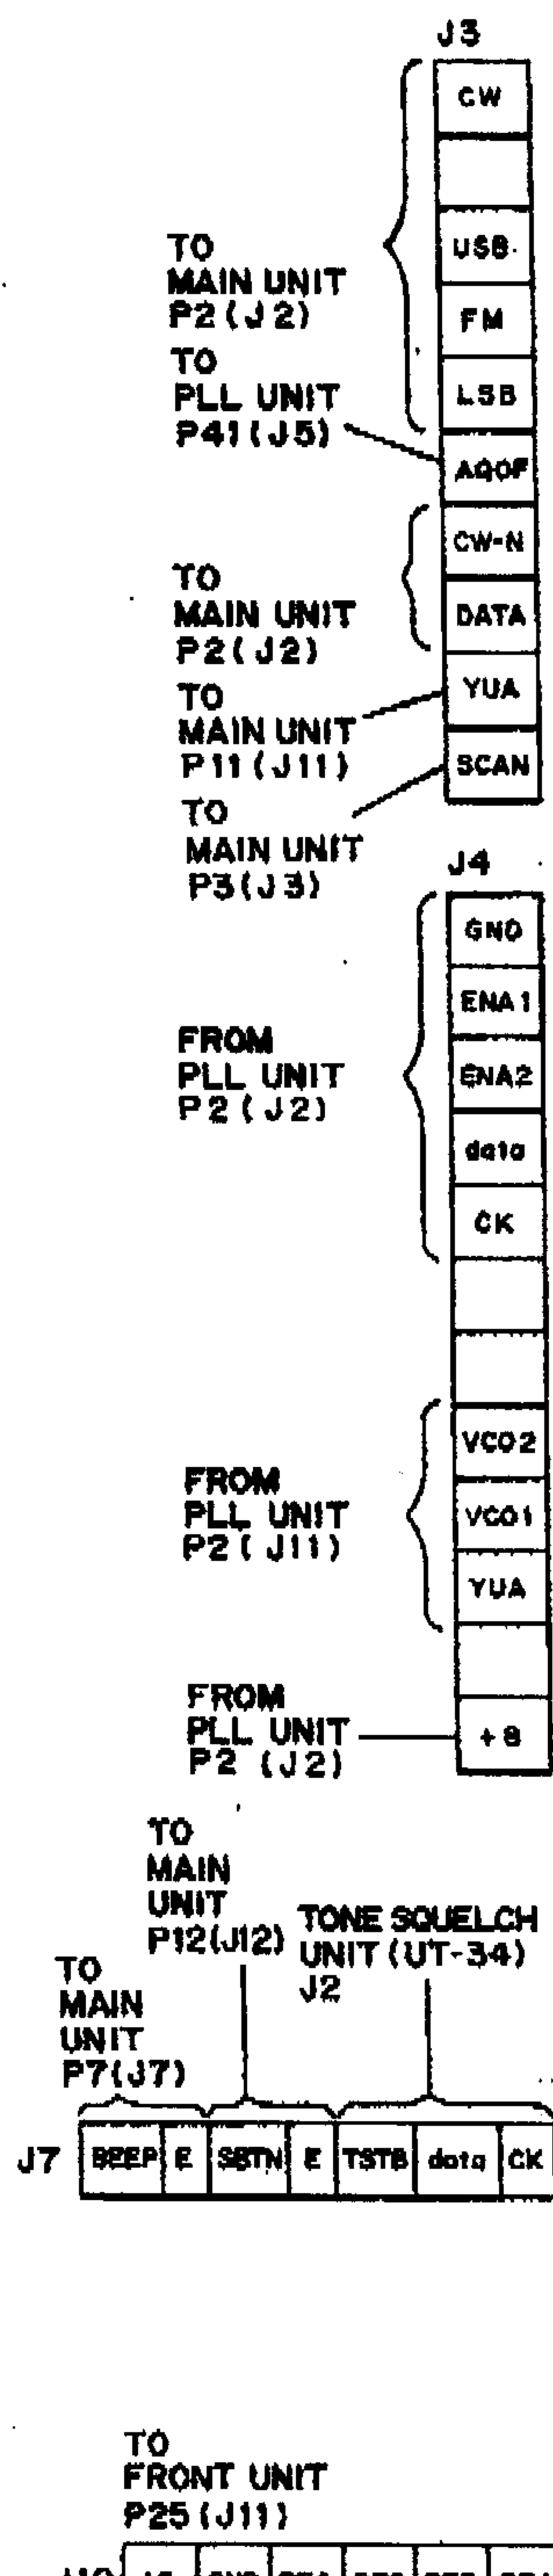 J3
CW
USB
FM
LSB
AQOF
CW-N
DATA
YUA
SCAN
TO
MAIN UNIT
P2(J2)
TO
PLL UNIT
P41(J5)
TO
MAIN UNIT
P2(J2)
TO
MAIN UNIT
P11(J11)
TO
MAIN UNIT
P3(J3)
J4
GND
ENA1
ENA2
data
CK
VCO2
VCO1
YUA
+8
FROM
PLL UNIT
P2(J2)
FROM
PLL UNIT
P2(J11)
FROM
PLL UNIT
P2 (J2)
TO
MAIN
UNIT
P12(J12)
TONE SQUELCH
UNIT(UT-34)
J2
TO
MAIN
UNIT
P7(J7)
J7 BEEP E SBTN E TSTB data CK
TO
FRONT UNIT
P25(J11)